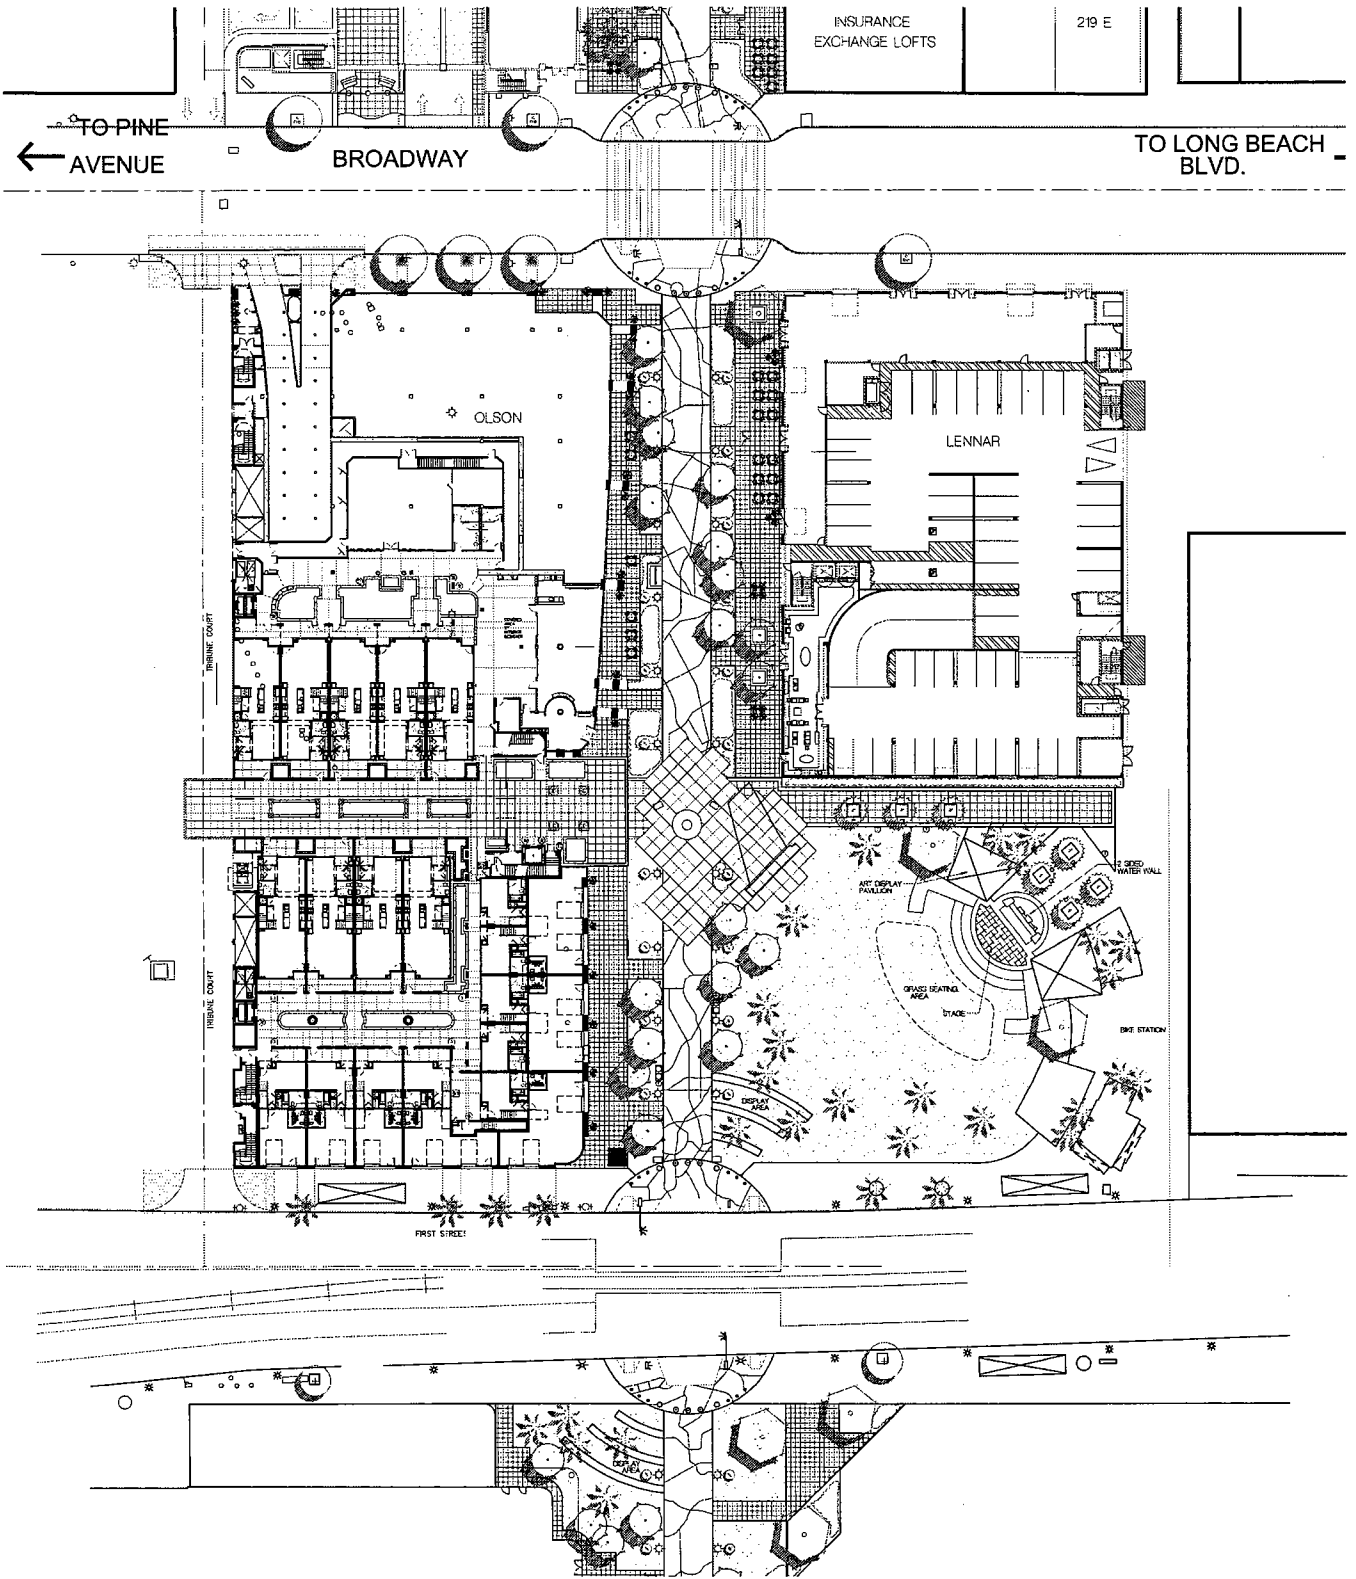 INSURANCE
EXCHANGE LOFTS
219 E
TO PINE
AVENUE
BROADWAY
TO LONG BEACH
BLVD.
OLSON
LENNAR
TRIBUNE COURT
2 SIDED
WATER WALL
ART DISPLAY
PAVILLION
GRASS SEATING
AREA
STAGE
BIKE STATION
TRIBUNE COURT
DISPLAY
AREA
FIRST STREET
DISPLAY
AREA